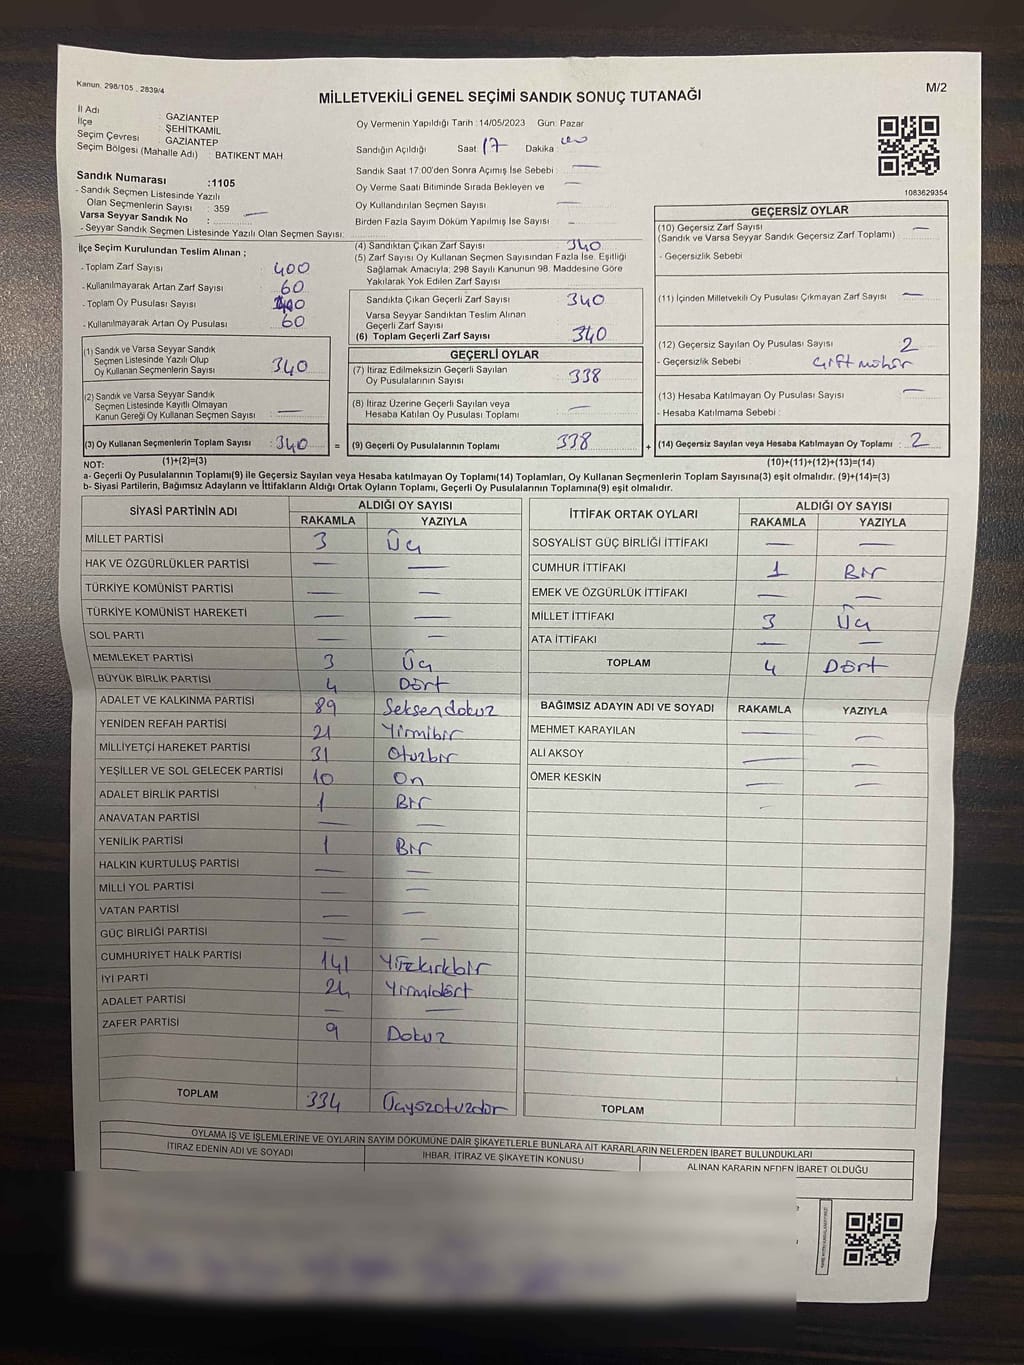 Kanun. 298/105 , 2839/4
M/2
MİLLETVEKİLİ GENEL SEÇİMİ SANDIK SONUÇ TUTANAĞI
İl Adı : GAZİANTEP
İlçe : ŞEHİTKAMİL
Seçim Çevresi : GAZİANTEP
Seçim Bölgesi (Mahalle Adı) : BATIKENT MAH
Sandık Numarası :1105
- Sandık Seçmen Listesinde Yazılı
Olan Seçmenlerin Sayısı : 359
Varsa Seyyar Sandık No : —
- Seyyar Sandık Seçmen Listesinde Yazılı Olan Seçmen Sayısı:
Oy Vermenin Yapıldığı Tarih :14/05/2023 Gün: Pazar
Sandığın Açıldığı Saat 17 Dakika :
Sandık Saat 17:00'den Sonra Açımış İse Sebebi : —
Oy Verme Saati Bitiminde Sırada Bekleyen ve —
Oy Kullandırılan Seçmen Sayısı : —
Birden Fazla Sayım Döküm Yapılmış İse Sayısı : —
1083629354
İlçe Seçim Kurulundan Teslim Alınan ;
- Toplam Zarf Sayısı : 400
- Kullanılmayarak Artan Zarf Sayısı : 60
- Toplam Oy Pusulası Sayısı : 400
- Kullanılmayarak Artan Oy Pusulası : 60
(1) Sandık ve Varsa Seyyar Sandık
Seçmen Listesinde Yazılı Olup
Oy Kullanan Seçmenlerin Sayısı : 340
(2) Sandık ve Varsa Seyyar Sandık
Seçmen Listesinde Kayıtlı Olmayan
Kanun Gereği Oy Kullanan Seçmen Sayısı : —
(3) Oy Kullanan Seçmenlerin Toplam Sayısı : 340 =
(1)+(2)=(3)
(4) Sandıktan Çıkan Zarf Sayısı 340
(5) Zarf Sayısı Oy Kullanan Seçmen Sayısından Fazla İse. Eşitliği
Sağlamak Amacıyla, 298 Sayılı Kanunun 98. Maddesine Göre
Yakılarak Yok Edilen Zarf Sayısı : —
Sandıkta Çıkan Geçerli Zarf Sayısı : 340
Varsa Seyyar Sandıktan Teslim Alınan
Geçerli Zarf Sayısı :
(6) Toplam Geçerli Zarf Sayısı : 340
GEÇERLİ OYLAR
(7) İtiraz Edilmeksizin Geçerli Sayılan
Oy Pusulalarının Sayısı : 338
(8) İtiraz Üzerine Geçerli Sayılan veya
Hesaba Katılan Oy Pusulası Toplamı : —
(9) Geçerli Oy Pusulalarının Toplamı : 338 +
GEÇERSİZ OYLAR
(10) Geçersiz Zarf Sayısı : —
(Sandık ve Varsa Seyyar Sandık Geçersiz Zarf Toplamı)
- Geçersizlik Sebebi
(11) İçinden Milletvekili Oy Pusulası Çıkmayan Zarf Sayısı : —
(12) Geçersiz Sayılan Oy Pusulası Sayısı : 2
- Geçersizlik Sebebi : Çift mühür
(13) Hesaba Katılmayan Oy Pusulası Sayısı : —
- Hesaba Katılmama Sebebi :
(14) Geçersiz Sayılan veya Hesaba Katılmayan Oy Toplamı : 2
(10)+(11)+(12)+(13)=(14)
NOT:
a- Geçerli Oy Pusulalarının Toplamı(9) ile Geçersiz Sayılan veya Hesaba katılmayan Oy Toplamı(14) Toplamları, Oy Kullanan Seçmenlerin Toplam Sayısına(3) eşit olmalıdır. (9)+(14)=(3)
b- Siyasi Partilerin, Bağımsız Adayların ve İttifakların Aldığı Ortak Oyların Toplamı, Geçerli Oy Pusulalarının Toplamına(9) eşit olmalıdır.
SİYASİ PARTİNİN ADI ALDIĞI OY SAYISI
RAKAMLA YAZIYLA
MİLLET PARTİSİ 3 Üç
HAK VE ÖZGÜRLÜKLER PARTİSİ — —
TÜRKİYE KOMÜNİST PARTİSİ — —
TÜRKİYE KOMÜNİST HAREKETİ — —
SOL PARTİ — —
MEMLEKET PARTİSİ 3 Üç
BÜYÜK BİRLİK PARTİSİ 4 Dört
ADALET VE KALKINMA PARTİSİ 89 Seksendokuz
YENİDEN REFAH PARTİSİ 21 Yirmibir
MİLLİYETÇİ HAREKET PARTİSİ 31 Otuzbir
YEŞİLLER VE SOL GELECEK PARTİSİ 10 On
ADALET BİRLİK PARTİSİ 1 Bir
ANAVATAN PARTİSİ — —
YENİLİK PARTİSİ 1 Bir
HALKIN KURTULUŞ PARTİSİ — —
MİLLİ YOL PARTİSİ — —
VATAN PARTİSİ — —
GÜÇ BİRLİĞİ PARTİSİ — —
CUMHURİYET HALK PARTİSİ 141 Yüzkırkbir
İYİ PARTİ 24 Yirmidört
ADALET PARTİSİ — —
ZAFER PARTİSİ 9 Dokuz
TOPLAM 334 Üçyüzotuzdör
İTTİFAK ORTAK OYLARI ALDIĞI OY SAYISI
RAKAMLA YAZIYLA
SOSYALİST GÜÇ BİRLİĞİ İTTİFAKI — —
CUMHUR İTTİFAKI 1 Bir
EMEK VE ÖZGÜRLÜK İTTİFAKI — —
MİLLET İTTİFAKI 3 Üç
ATA İTTİFAKI — —
TOPLAM 4 Dört
BAĞIMSIZ ADAYIN ADI VE SOYADI RAKAMLA YAZIYLA
MEHMET KARAYILAN — —
ALİ AKSOY — —
ÖMER KESKİN — —
TOPLAM
OYLAMA İŞ VE İŞLEMLERİNE VE OYLARIN SAYIM DÖKÜMÜNE DAİR ŞİKAYETLERLE BUNLARA AİT KARARLARIN NELERDEN İBARET BULUNDUKLARI
İTİRAZ EDENİN ADI VE SOYADI İHBAR, İTİRAZ VE ŞİKAYETİN KONUSU ALINAN KARARIN NEDEN İBARET OLDUĞU